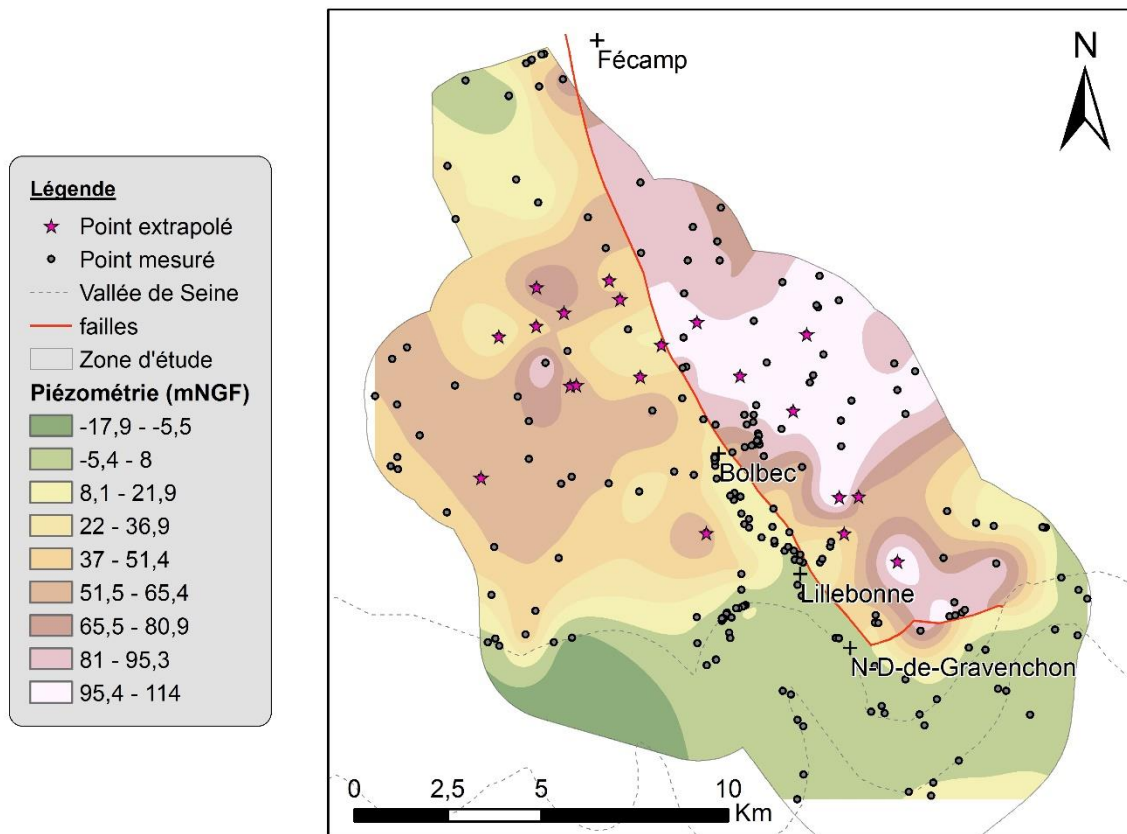 Légende
Point extrapolé
Point mesuré
Vallée de Seine
failles
Zone d'étude
Piézométrie (mNGF)
-17,9 - -5,5
-5,4 - 8
8,1 - 21,9
22 - 36,9
37 - 51,4
51,5 - 65,4
65,5 - 80,9
81 - 95,3
95,4 - 114
Fécamp
N
Bolbec
Lillebonne
N-D-de-Gravenchon
0 2,5 5 10
Km